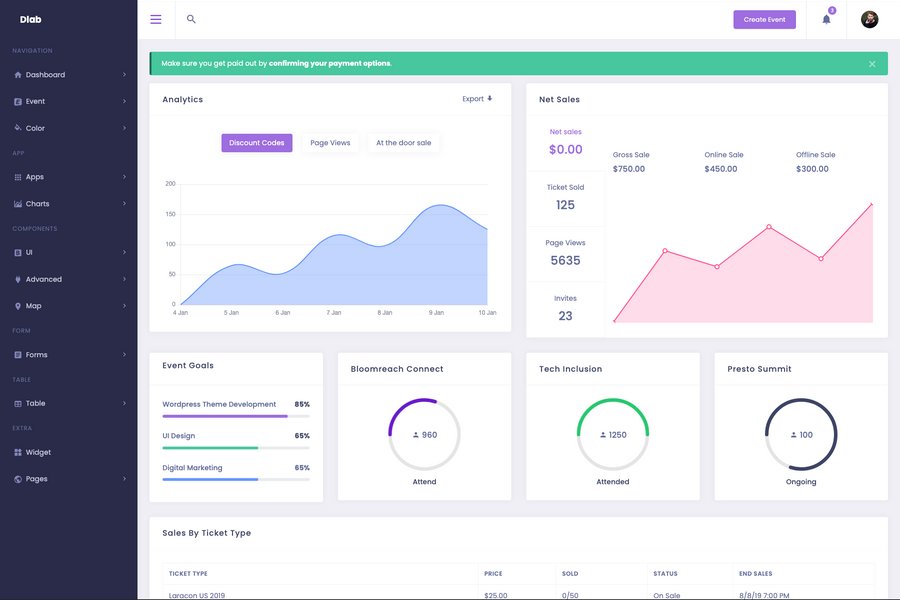 Dlab
Create Event
3
NAVIGATION
Dashboard
Event
Color
APP
Apps
Charts
COMPONENTS
UI
Advanced
Map
FORM
Forms
TABLE
Table
EXTRA
Widget
Pages
Make sure you get paid out by confirming your payment options.
Analytics
Export
Discount Codes Page Views At the door sale
200
150
100
50
0
4 Jan 5 Jan 6 Jan 7 Jan 8 Jan 9 Jan 10 Jan
Net Sales
Net sales
$0.00
Ticket Sold
125
Page Views
5635
Invites
23
Gross Sale Online Sale Offline Sale
$750.00 $450.00 $300.00
Event Goals
Wordpress Theme Development 85%
UI Design 65%
Digital Marketing 65%
Bloomreach Connect
960
Attend
Tech Inclusion
1250
Attended
Presto Summit
100
Ongoing
Sales By Ticket Type
TICKET TYPE PRICE SOLD STATUS END SALES
Laracon US 2019 $25.00 0/50 On Sale 8/8/19 7:00 PM